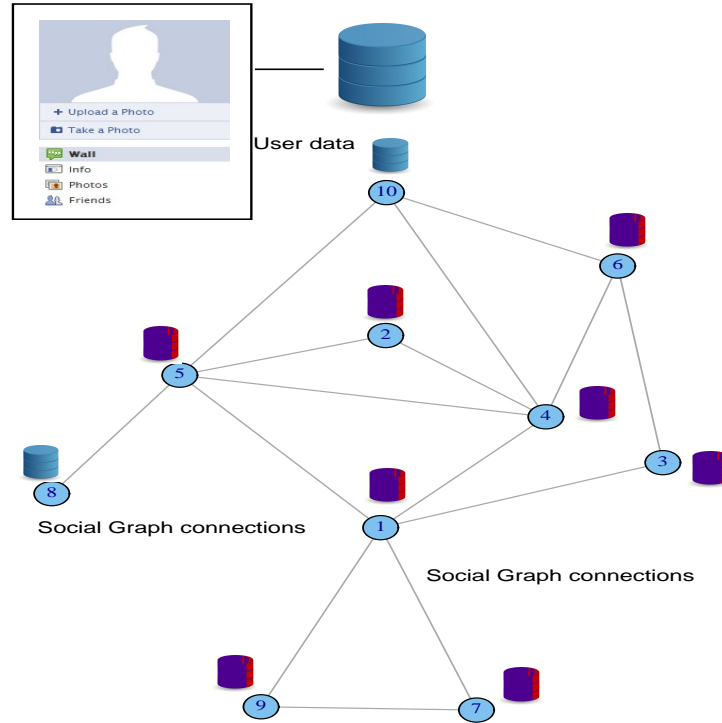 + Upload a Photo
Take a Photo
Wall
Info
Photos
Friends
User data
10
6
2
5
4
3
8
1
Social Graph connections
Social Graph connections
9
7